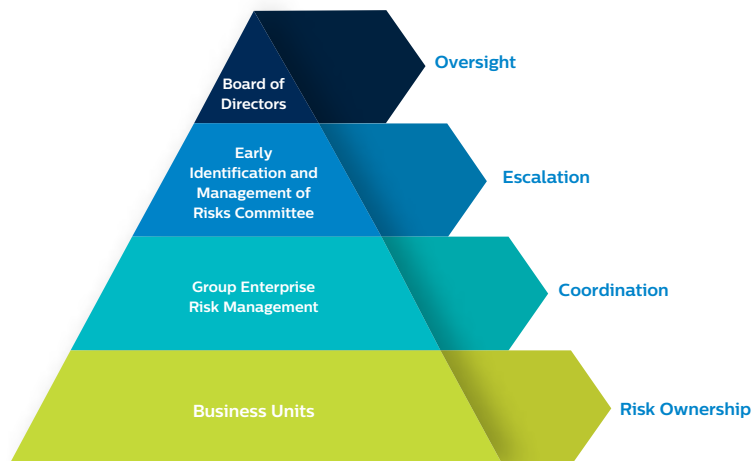 Board of
Directors
Oversight
Early
Identification and
Management of
Risks Committee
Escalation
Group Enterprise
Risk Management
Coordination
Business Units
Risk Ownership